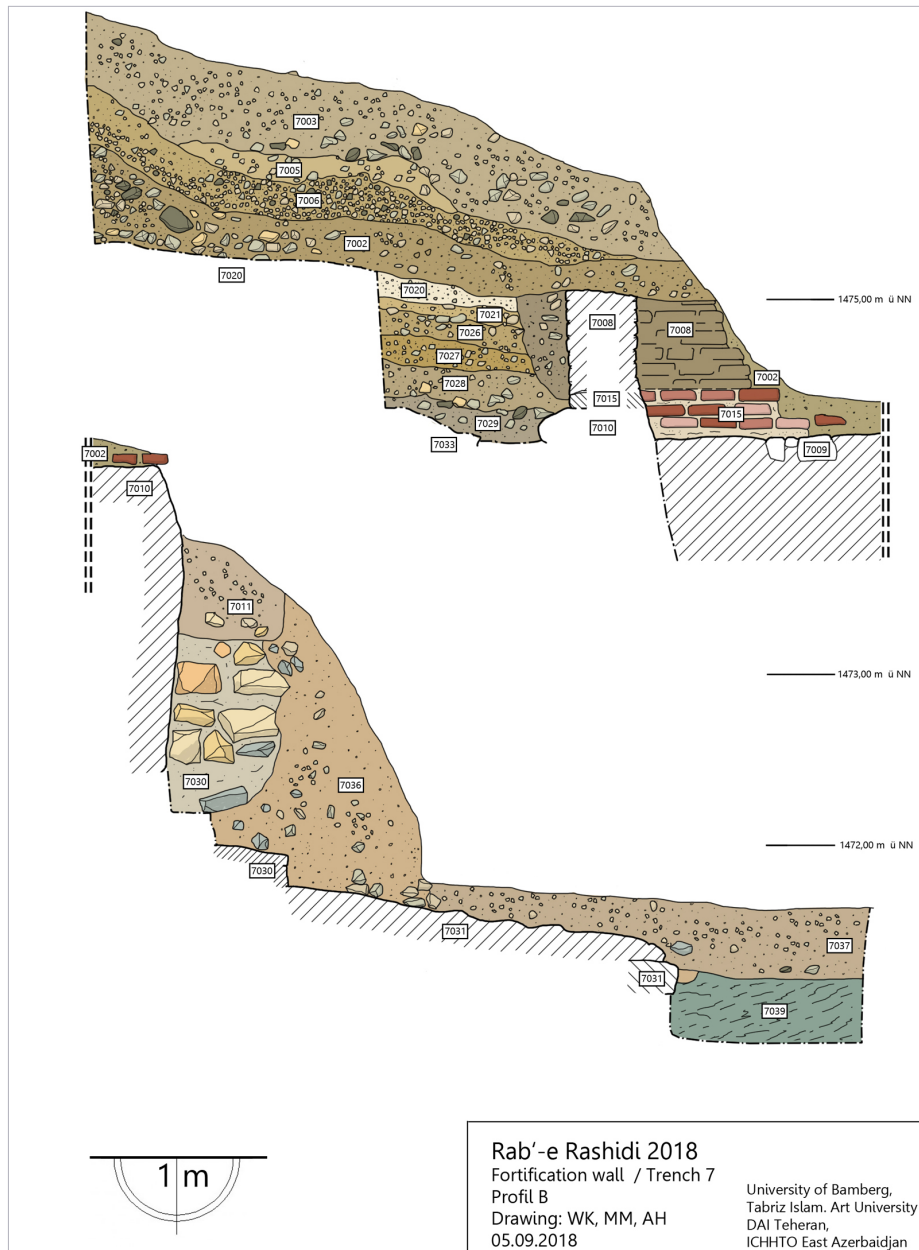 7003
7005
7006
7002
7020
7020
7021
7026
7027
7028
7029
7033
7008
7015
7010
7008
7002
7015
7009
1475,00 m ü NN
7002
7010
7011
7030
7036
7030
7031
7031
7037
7039
1473,00 m ü NN
1472,00 m ü NN
1 m
Rab‘-e Rashidi 2018
Fortification wall / Trench 7
Profil B
Drawing: WK, MM, AH
05.09.2018
University of Bamberg,
Tabriz Islam. Art University
DAI Teheran,
ICHHTO East Azerbaidjan